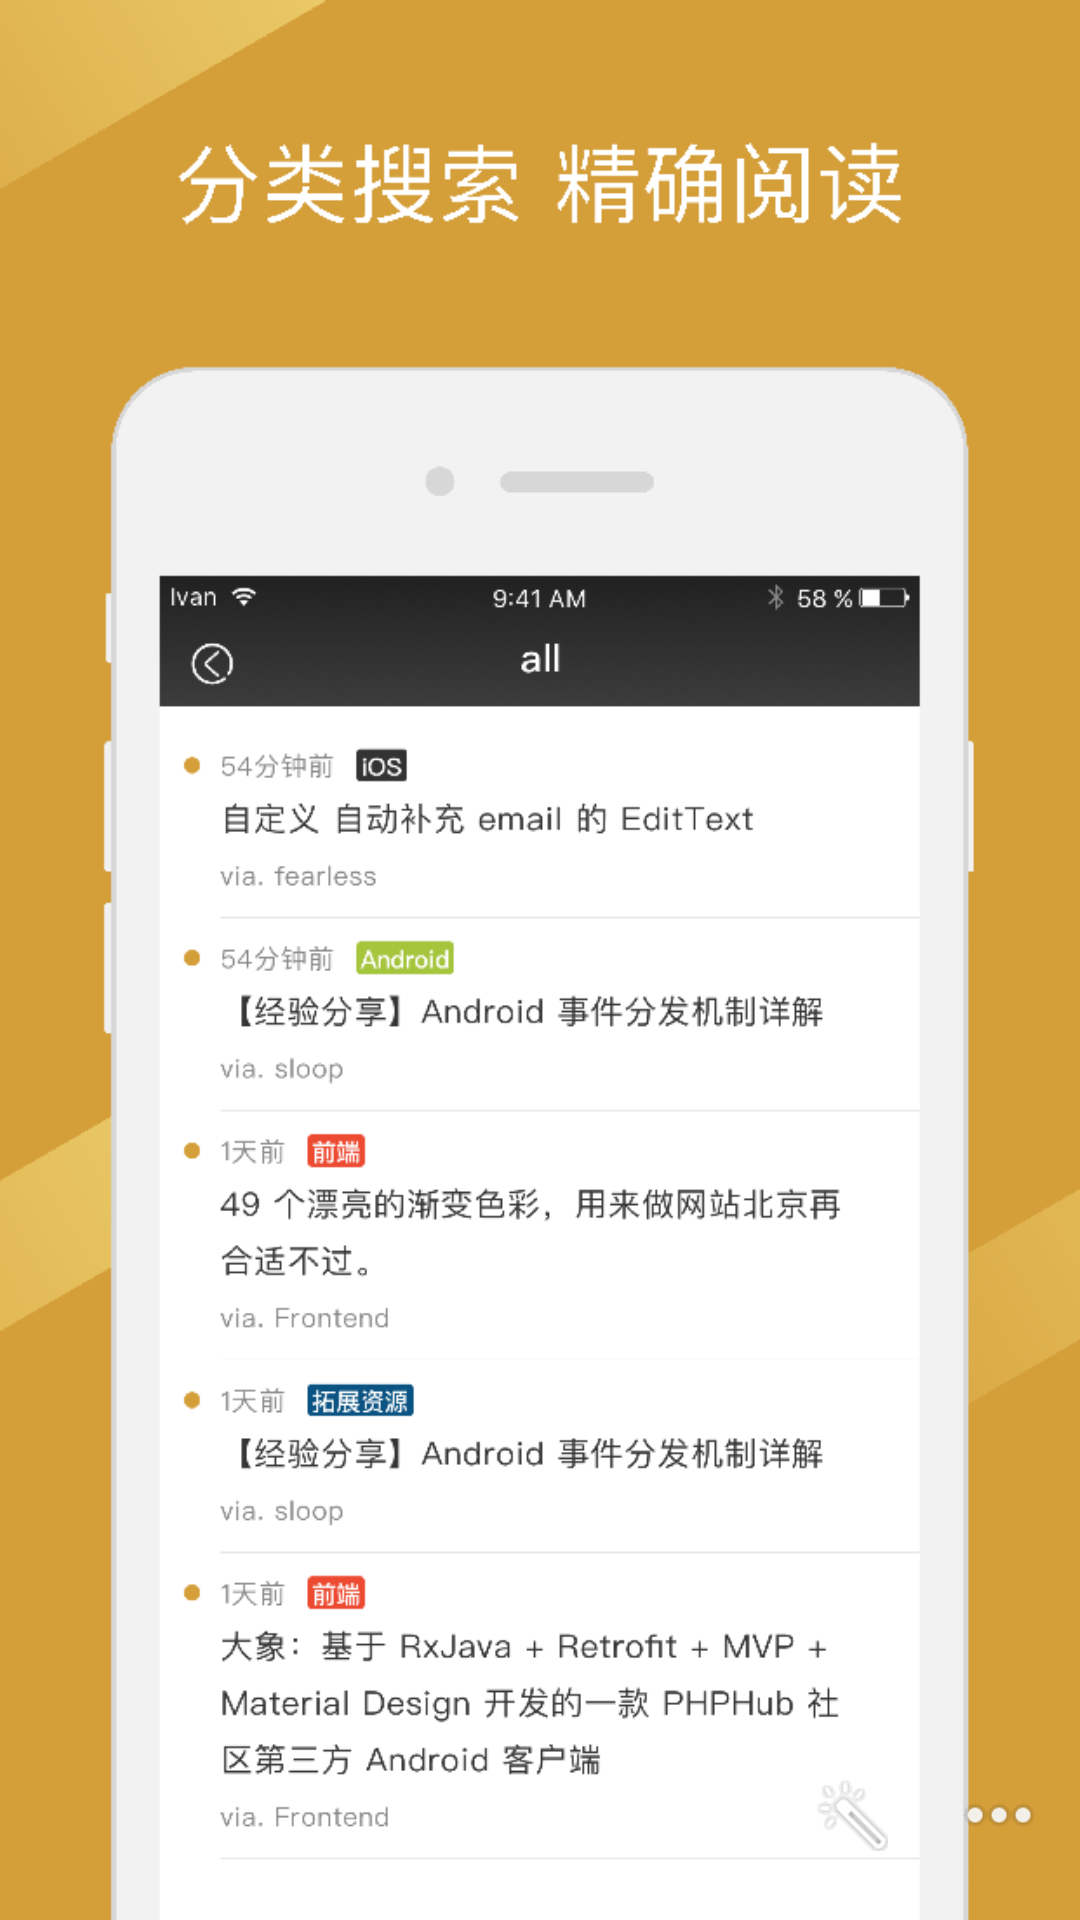 分类搜索 精确阅读
Ivan 9:41 AM 58 %
all
54分钟前 iOS
自定义 自动补充 email 的 EditText
via. fearless
54分钟前 Android
【经验分享】Android 事件分发机制详解
via. sloop
1天前 前端
49 个漂亮的渐变色彩，用来做网站北京再
合适不过。
via. Frontend
1天前 拓展资源
【经验分享】Android 事件分发机制详解
via. sloop
1天前 前端
大象：基于 RxJava + Retrofit + MVP +
Material Design 开发的一款 PHPHub 社
区第三方 Android 客户端
via. Frontend